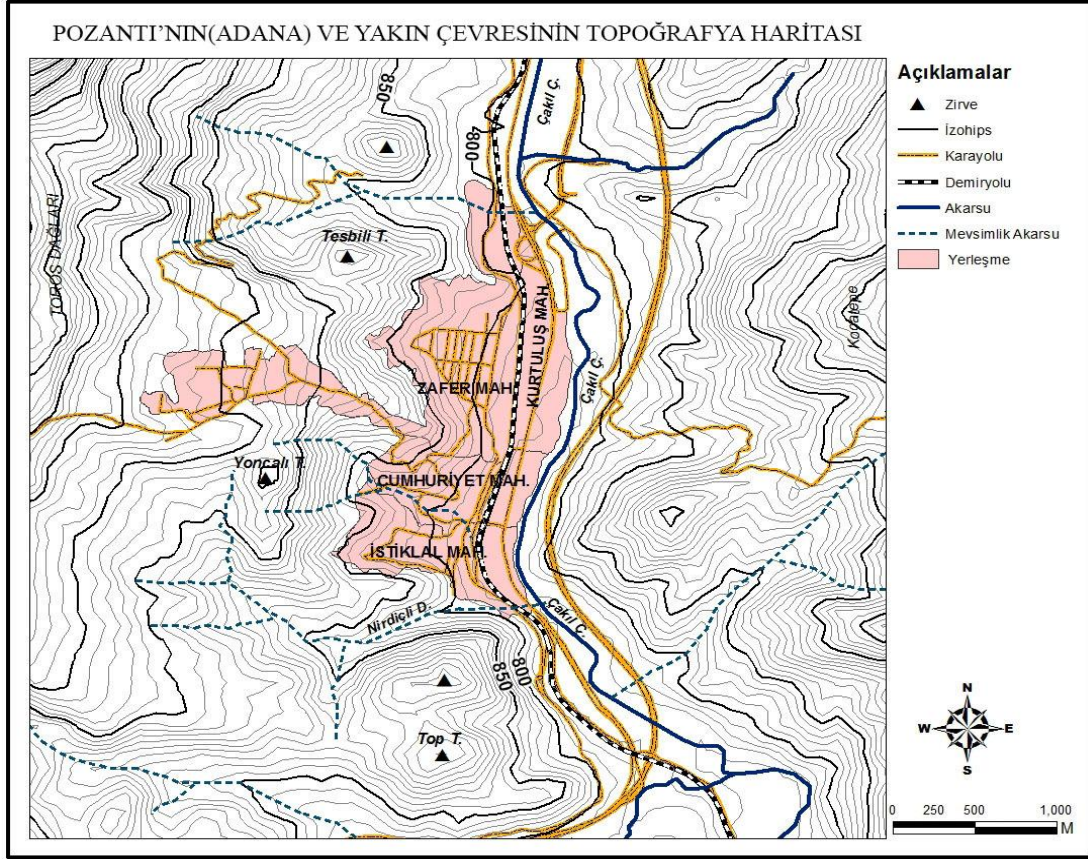 POZANTI'NIN(ADANA) VE YAKIN ÇEVRESİNİN TOPOĞRAFYA HARİTASI
Açıklamalar
Zirve
İzohips
Karayolu
Demiryolu
Akarsu
Mevsimlik Akarsu
Yerleşme
850
800
Çakıl Ç.
TOROS DAĞLARI
Tesbili T.
KURTULUŞ MAH.
Kocatepe
ZAFER MAH.
Çakıl Ç.
Yoncalı T.
CUMHURİYET MAH.
İSTİKLAL MAH.
Nirdiçli D.
Çakıl Ç.
800
850
Top T.
N
W
E
S
0 250 500 1,000
M